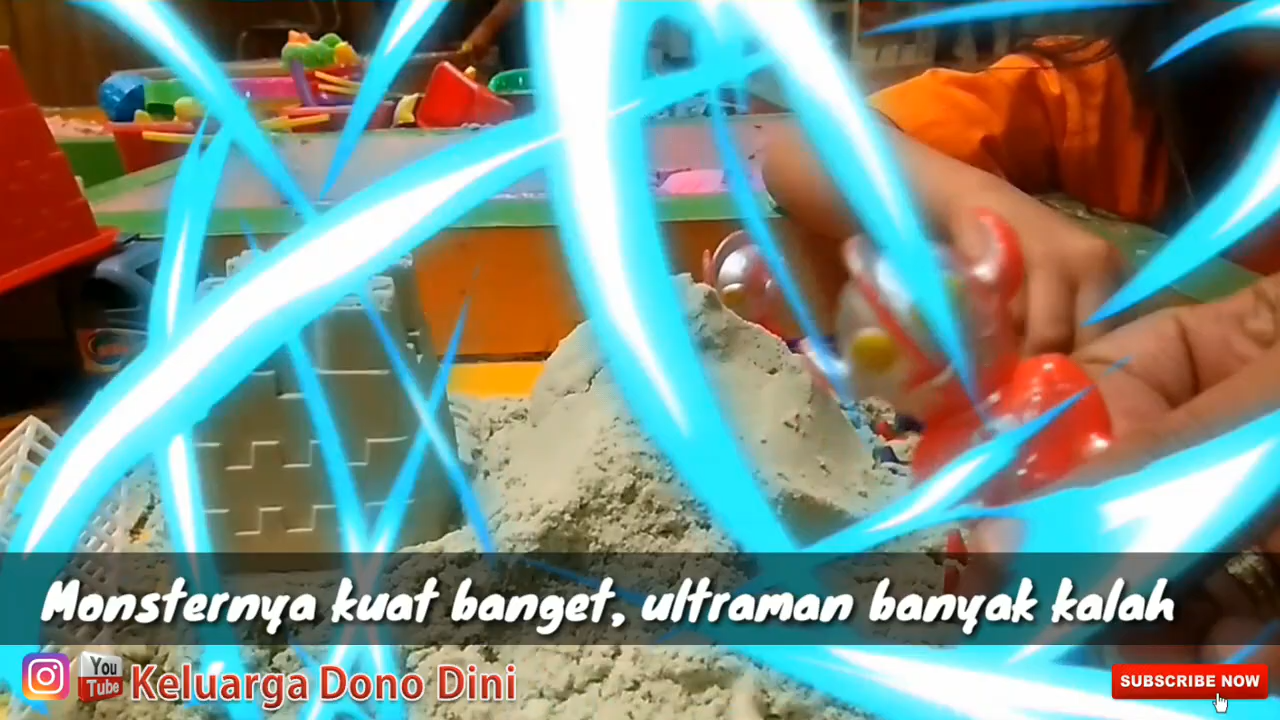 Monsternya kuat banget, ultraman banyak kalah
You
Tube
Keluarga Dono Dini
SUBSCRIBE NOW